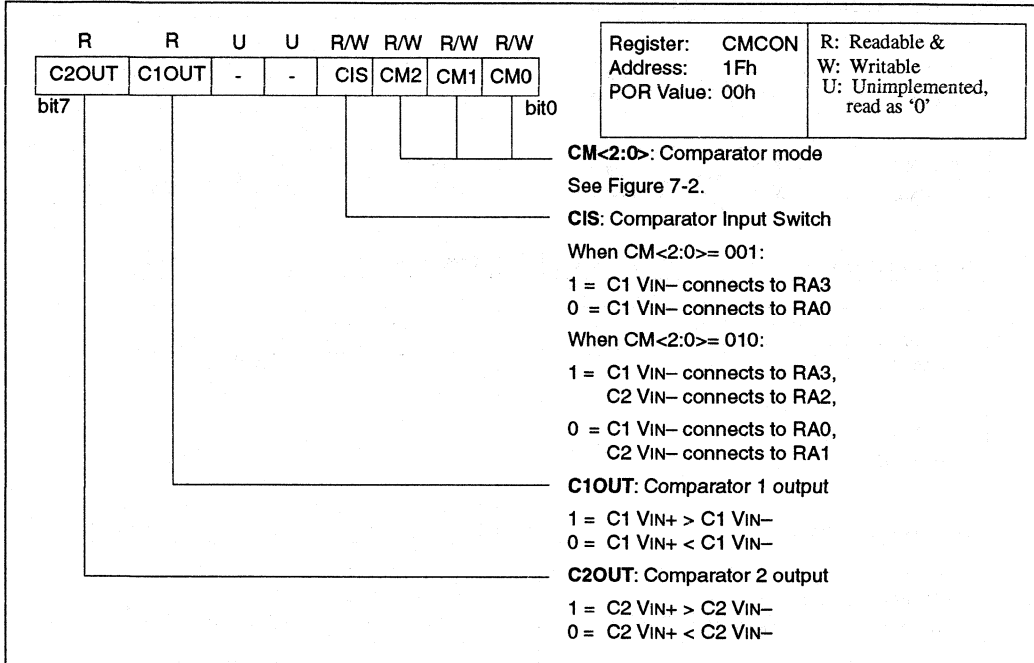 R R U U R/W R/W R/W R/W
C2OUT C1OUT - - CIS CM2 CM1 CM0
bit7 bit0
Register: CMCON
Address: 1Fh
POR Value: 00h
R: Readable &
W: Writable
U: Unimplemented,
read as ‘0’
CM<2:0>: Comparator mode
See Figure 7-2.
CIS: Comparator Input Switch
When CM<2:0>= 001:
1 = C1 VIN– connects to RA3
0 = C1 VIN– connects to RA0
When CM<2:0>= 010:
1 = C1 VIN– connects to RA3,
C2 VIN– connects to RA2,
0 = C1 VIN– connects to RA0,
C2 VIN– connects to RA1
C1OUT: Comparator 1 output
1 = C1 VIN+ > C1 VIN–
0 = C1 VIN+ < C1 VIN–
C2OUT: Comparator 2 output
1 = C2 VIN+ > C2 VIN–
0 = C2 VIN+ < C2 VIN–